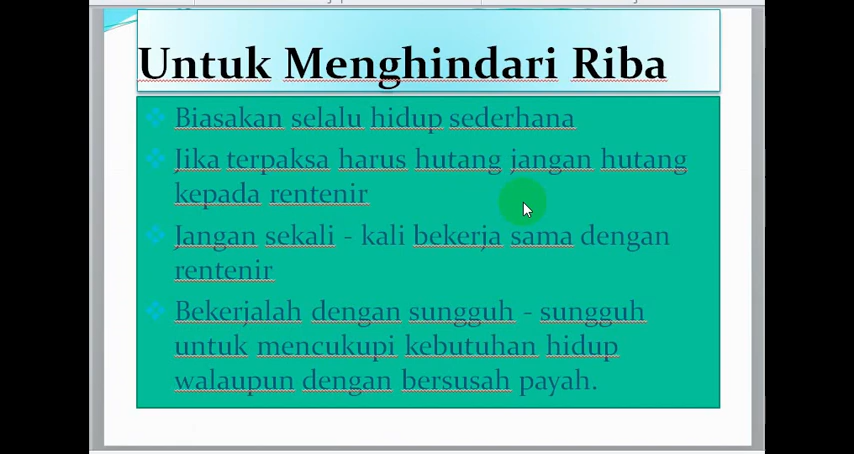 Untuk Menghindari Riba
Biasakan selalu hidup sederhana
Jika terpaksa harus hutang jangan hutang
kepada rentenir
Jangan sekali - kali bekerja sama dengan
rentenir
Bekerjalah dengan sungguh - sungguh
untuk mencukupi kebutuhan hidup
walaupun dengan bersusah payah.